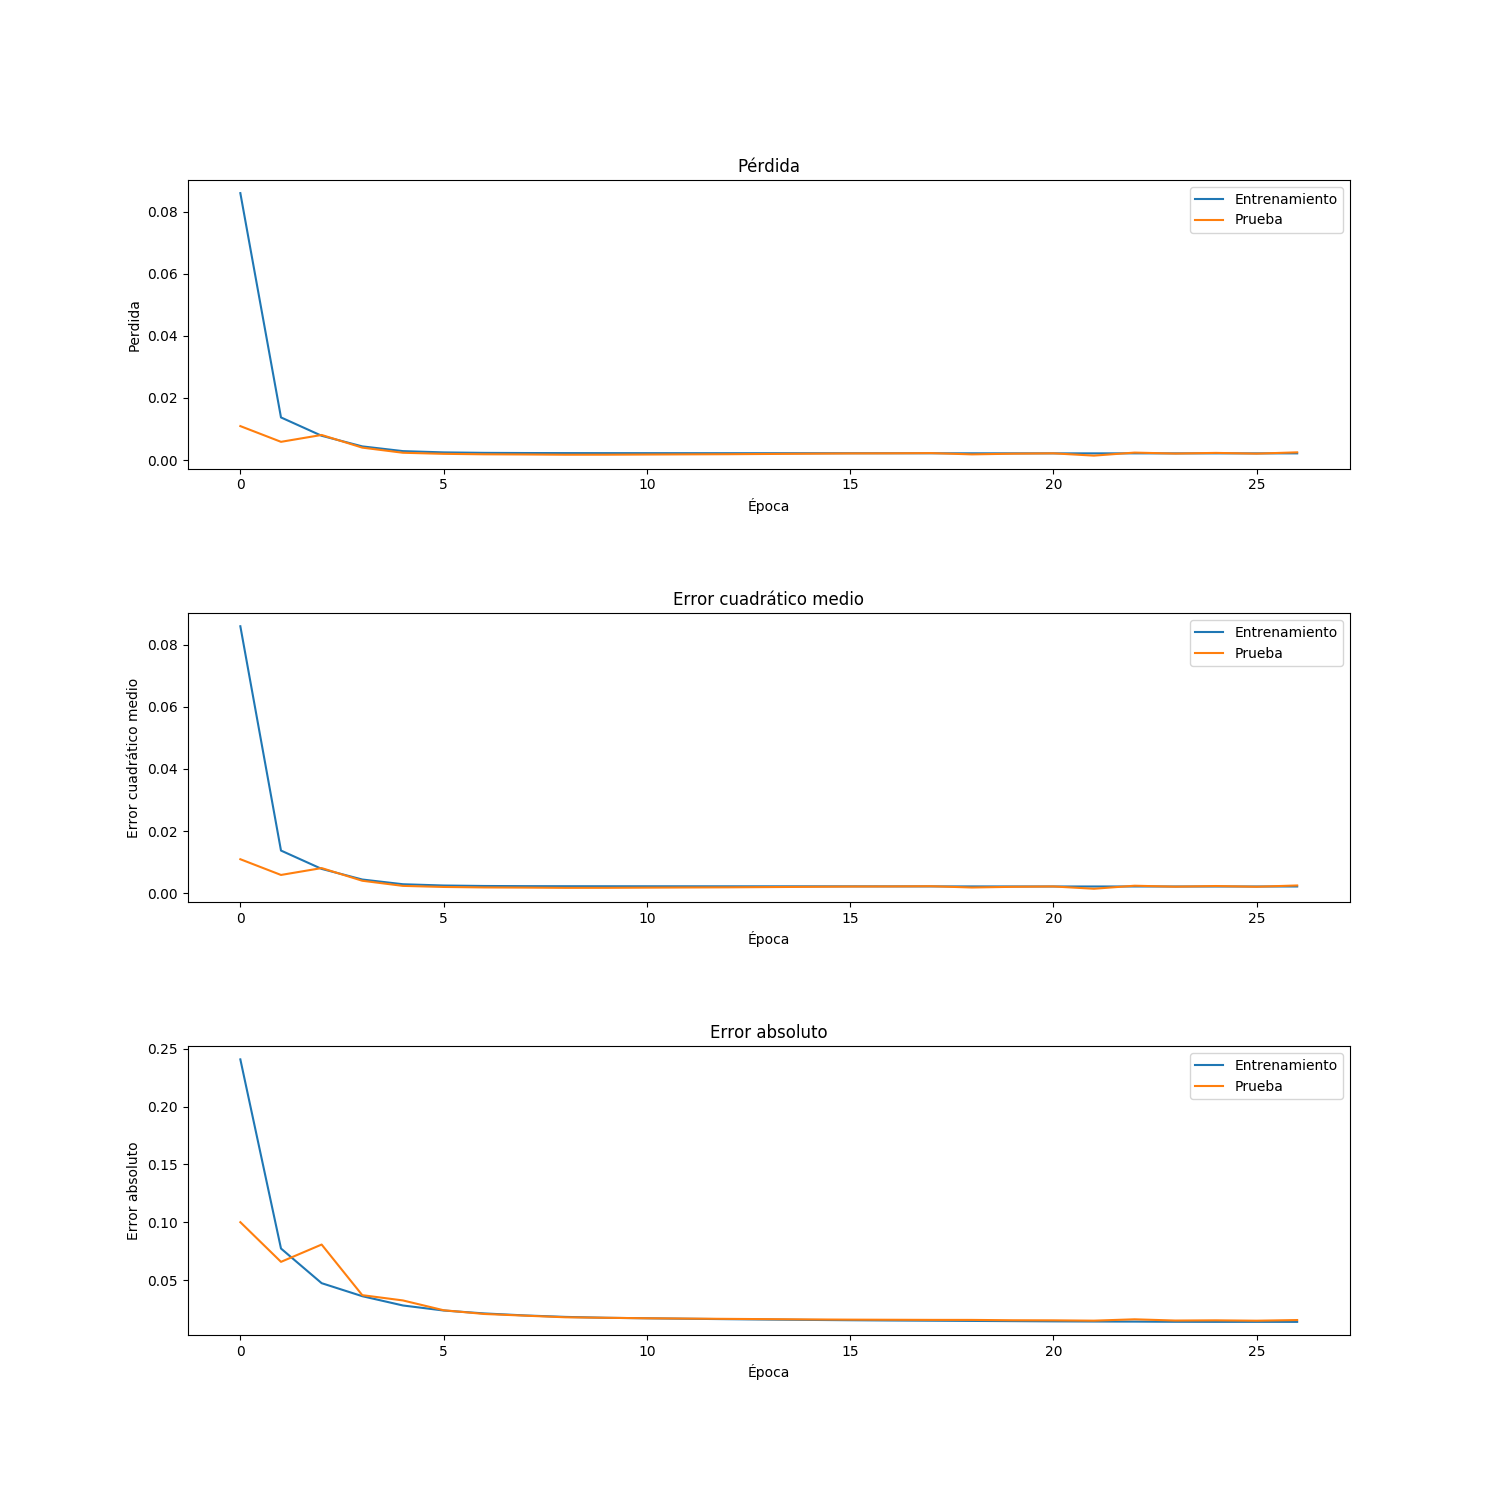 Pérdida
Entrenamiento
Prueba
0.08
0.06
0.04
0.02
0.00
Perdida
0 5 10 15 20 25
Época
Error cuadrático medio
Entrenamiento
Prueba
0.08
0.06
0.04
0.02
0.00
Error cuadrático medio
0 5 10 15 20 25
Época
Error absoluto
Entrenamiento
Prueba
0.25
0.20
0.15
0.10
0.05
Error absoluto
0 5 10 15 20 25
Época